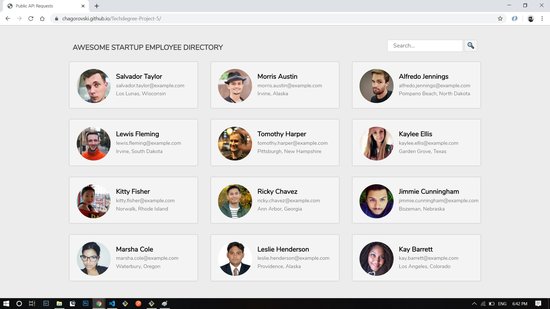 Public API Requests
chagorovski.github.io/Techdegree-Project-5/
AWESOME STARTUP EMPLOYEE DIRECTORY
Search...
Salvador Taylor
salvador.taylor@example.com
Los Lunas, Wisconsin
Morris Austin
morris.austin@example.com
Irvine, Alaska
Alfredo Jennings
alfredo.jennings@example.com
Pompano Beach, North Dakota
Lewis Fleming
lewis.fleming@example.com
Irvine, South Dakota
Tomothy Harper
tomothy.harper@example.com
Pittsburgh, New Hampshire
Kaylee Ellis
kaylee.ellis@example.com
Garden Grove, Texas
Kitty Fisher
kitty.fisher@example.com
Norwalk, Rhode Island
Ricky Chavez
ricky.chavez@example.com
Ann Arbor, Georgia
Jimmie Cunningham
jimmie.cunningham@example.com
Bozeman, Nebraska
Marsha Cole
marsha.cole@example.com
Waterbury, Oregon
Leslie Henderson
leslie.henderson@example.com
Providence, Alaska
Kay Barrett
kay.barrett@example.com
Los Angeles, Colorado
ENG
6:42 PM